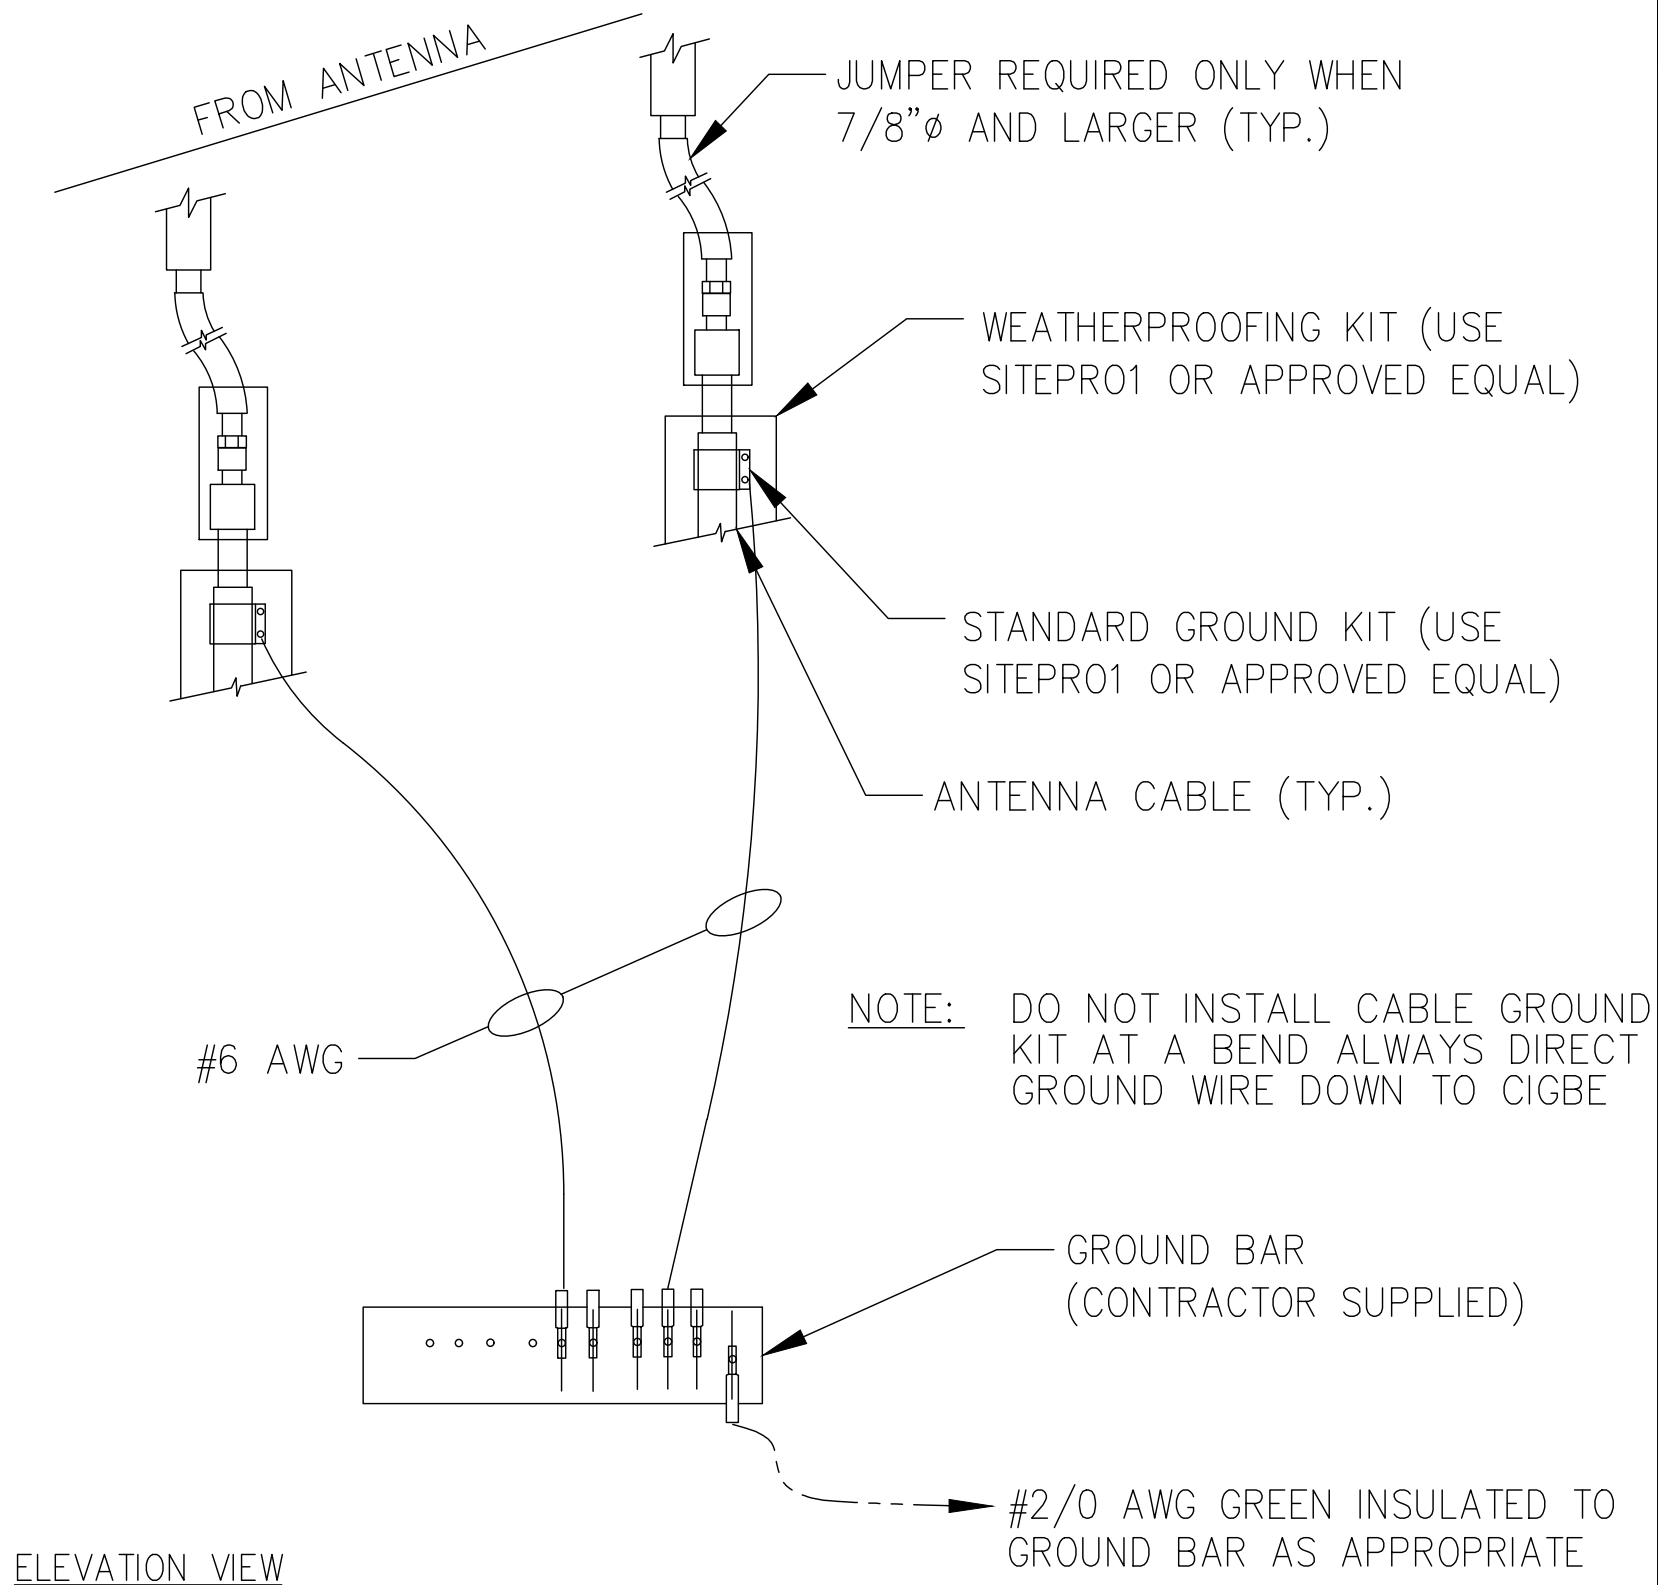 FROM ANTENNA
JUMPER REQUIRED ONLY WHEN
7/8"ø AND LARGER (TYP.)
WEATHERPROOFING KIT (USE
SITEPRO1 OR APPROVED EQUAL)
STANDARD GROUND KIT (USE
SITEPRO1 OR APPROVED EQUAL)
ANTENNA CABLE (TYP.)
NOTE: DO NOT INSTALL CABLE GROUND
KIT AT A BEND ALWAYS DIRECT
GROUND WIRE DOWN TO CIGBE
#6 AWG
GROUND BAR
(CONTRACTOR SUPPLIED)
#2/0 AWG GREEN INSULATED TO
GROUND BAR AS APPROPRIATE
ELEVATION VIEW